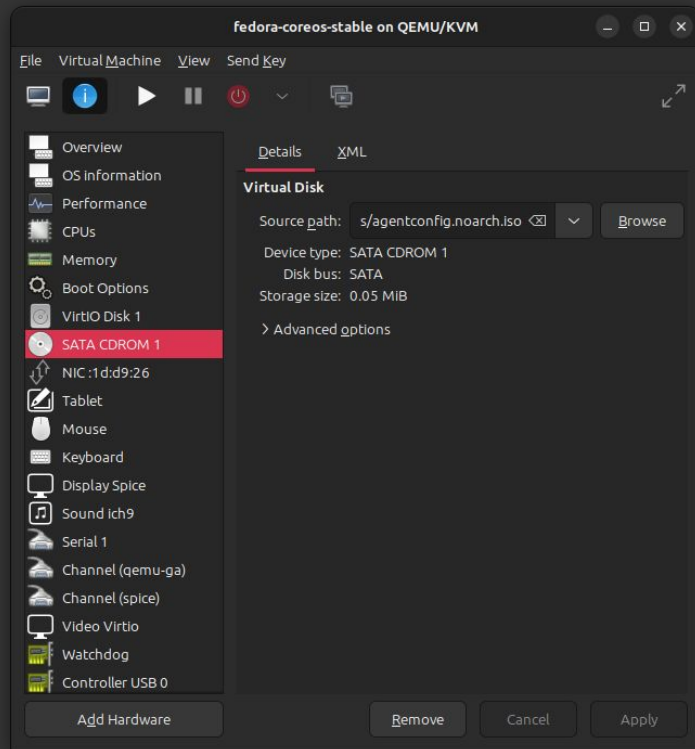 fedora-coreos-stable on QEMU/KVM
File Virtual Machine View Send Key
Overview
OS information
Performance
CPUs
Memory
Boot Options
VirtIO Disk 1
SATA CDROM 1
NIC :1d:d9:26
Tablet
Mouse
Keyboard
Display Spice
Sound ich9
Serial 1
Channel (qemu-ga)
Channel (spice)
Video Virtio
Watchdog
Controller USB 0
Add Hardware
Details XML
Virtual Disk
Source path: s/agentconfig.noarch.iso Browse
Device type: SATA CDROM 1
Disk bus: SATA
Storage size: 0.05 MiB
Advanced options
Remove Cancel Apply